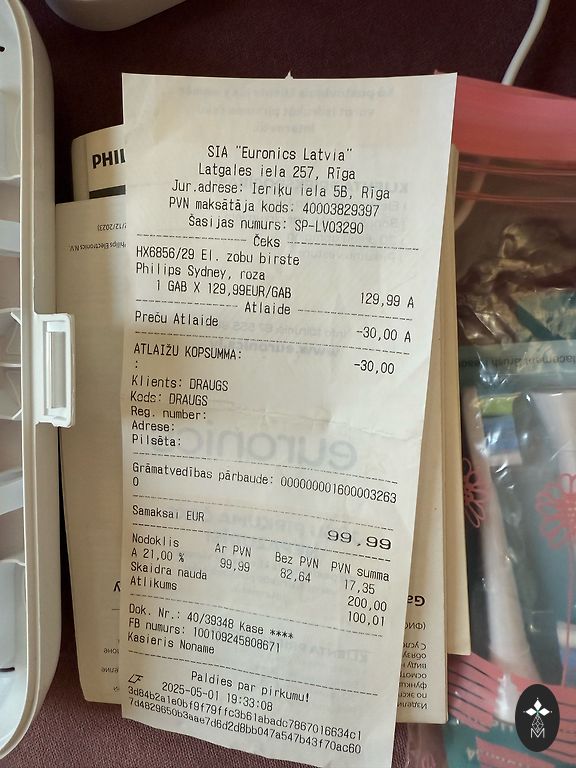 SIA "Euronics Latvia"
Latgales iela 257, Rīga
Jur.adrese: Ieriķu iela 5B, Rīga
PVN maksātāja kods: 40003829397
Šasijas numurs: SP-LV03290
Čeks
HX6856/29 El. zobu birste
Philips Sydney, roza
1 GAB X 129,99EUR/GAB 129,99 A
Atlaide
Preču Atlaide -30,00 A
ATLAIŽU KOPSUMMA: -30,00
:
Klients: DRAUGS
Kods: DRAUGS
Reg. number:
Adrese:
Pilsēta:
Grāmatvedības pārbaude: 000000001600003263
0
Samaksai EUR 99,99
Nodoklis Ar PVN Bez PVN PVN summa
A 21,00 % 99,99 82,64 17,35
Skaidra nauda 200,00
Atlikums 100,01
Dok. Nr.: 40/39348 Kase ****
FB numurs: 100109245808671
Kasieris Noname
Paldies par pirkumu!
2025-05-01 19:33:08
3d84b2a1e0bf9f79ffc3b61abadc7867016634c1
7d4829650b3aae7d6d2d8bb047a547b43f70ac60
PHIL
euronics
M